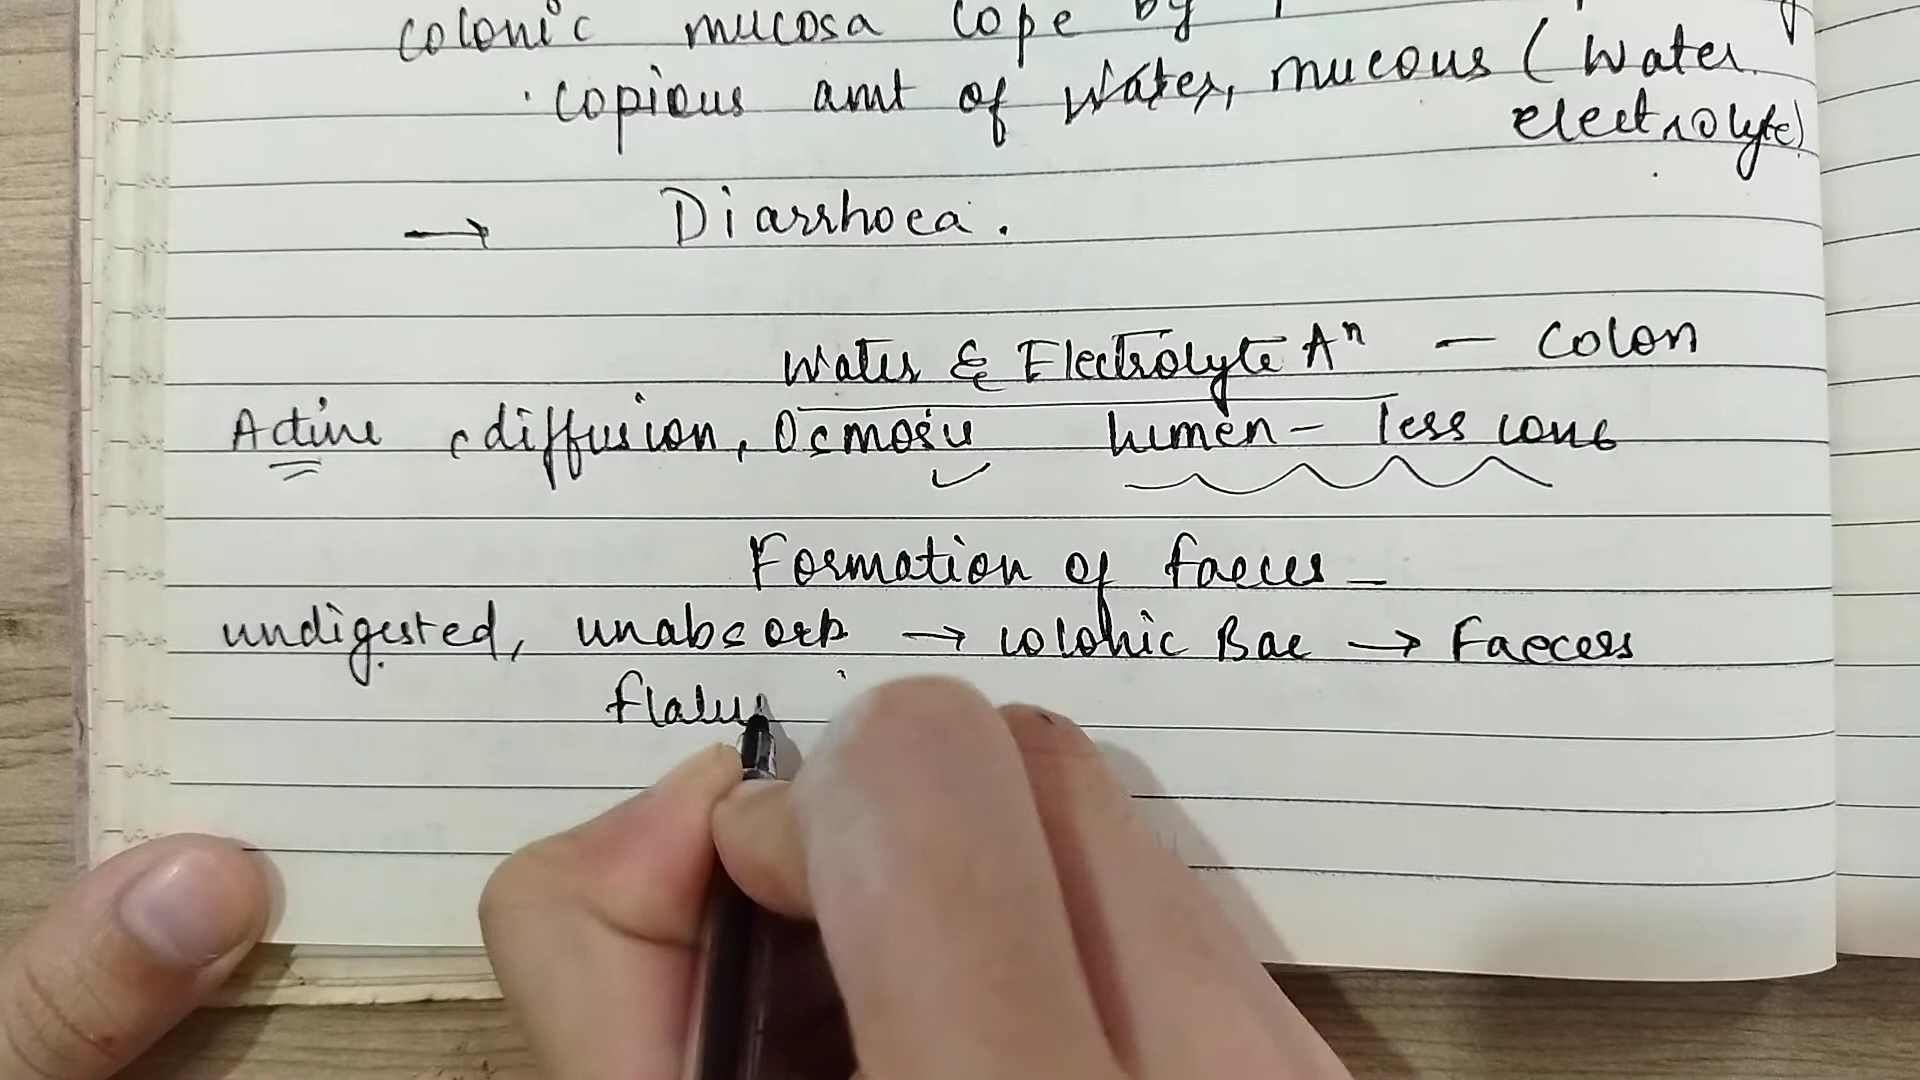 colonic mucosa cope by
copious amt of water, mucous (water
electrolyte)
→ Diarrhoea.
Water & Electrolyte Aⁿ — Colon
Active diffusion, Osmosis lumen - less conc
Formation of faeces -
undigested, unabsorb → colonic Bac → Faecess
flatu